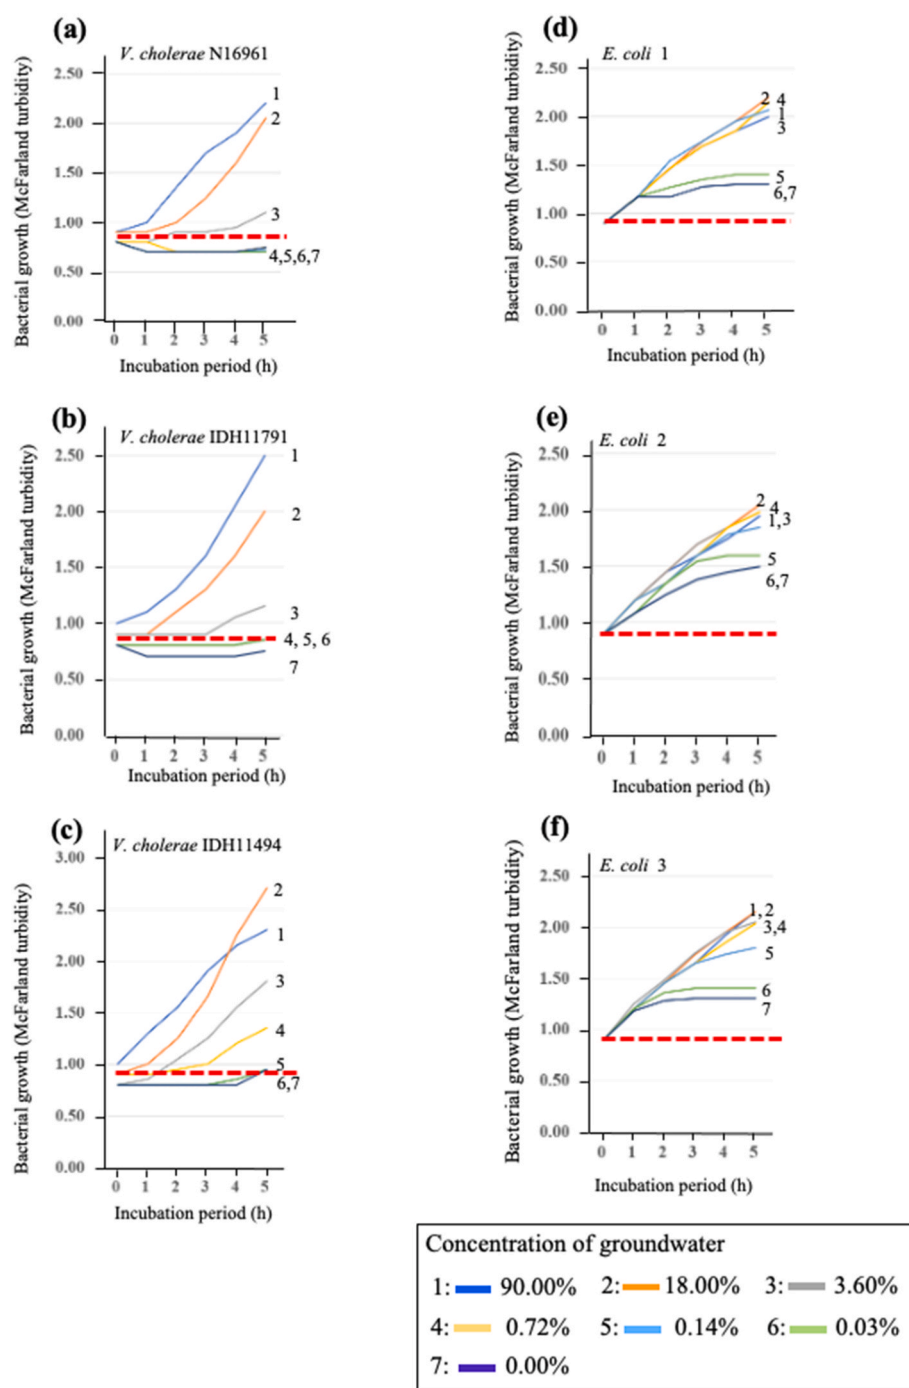 (a)
V. cholerae N16961
Bacterial growth (McFarland turbidity)
2.50
2.00
1.50
1.00
0.50
0.00
1
2
3
4,5,6,7
0 1 2 3 4 5
Incubation period (h)
(d)
E. coli 1
Bacterial growth (McFarland turbidity)
2.50
2.00
1.50
1.00
0.50
0.00
2 4
1
3
5
6,7
0 1 2 3 4 5
Incubation period (h)
(b)
V. cholerae IDH11791
Bacterial growth (McFarland turbidity)
2.50
2.00
1.50
1.00
0.50
0.00
1
2
3
4, 5, 6
7
0 1 2 3 4 5
Incubation period (h)
(e)
E. coli 2
Bacterial growth (McFarland turbidity)
2.50
2.00
1.50
1.00
0.50
0.00
2
4
1,3
5
6,7
0 1 2 3 4 5
Incubation period (h)
(c)
V. cholerae IDH11494
Bacterial growth (McFarland turbidity)
3.00
2.50
2.00
1.50
1.00
0.50
0.00
2
1
3
4
5
6,7
0 1 2 3 4 5
Incubation period (h)
(f)
E. coli 3
Bacterial growth (McFarland turbidity)
2.50
2.00
1.50
1.00
0.50
0.00
1,2
3,4
5
6
7
0 1 2 3 4 5
Incubation period (h)
Concentration of groundwater
1: 90.00% 2: 18.00% 3: 3.60%
4: 0.72% 5: 0.14% 6: 0.03%
7: 0.00%